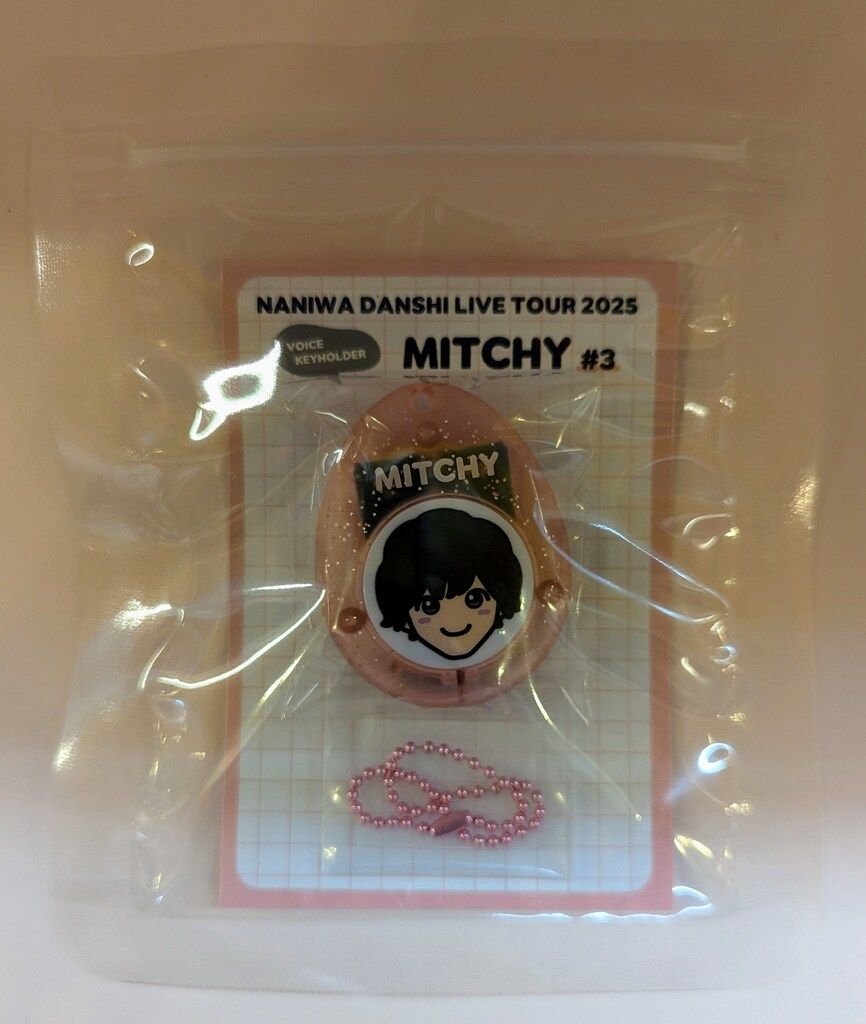 NANIWA DANSHI LIVE TOUR 2025
VOICE
KEYHOLDER
MITCHY #3
MITCHY